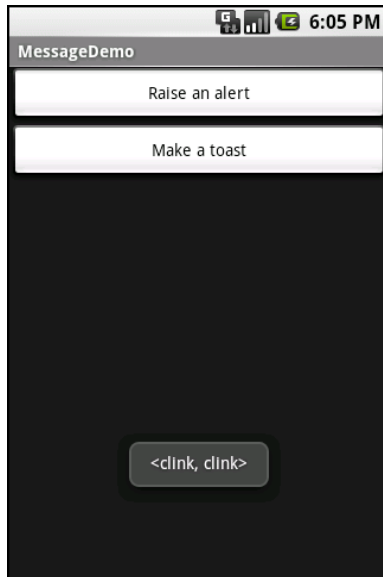 6:05 PM
MessageDemo
Raise an alert
Make a toast
<clink, clink>